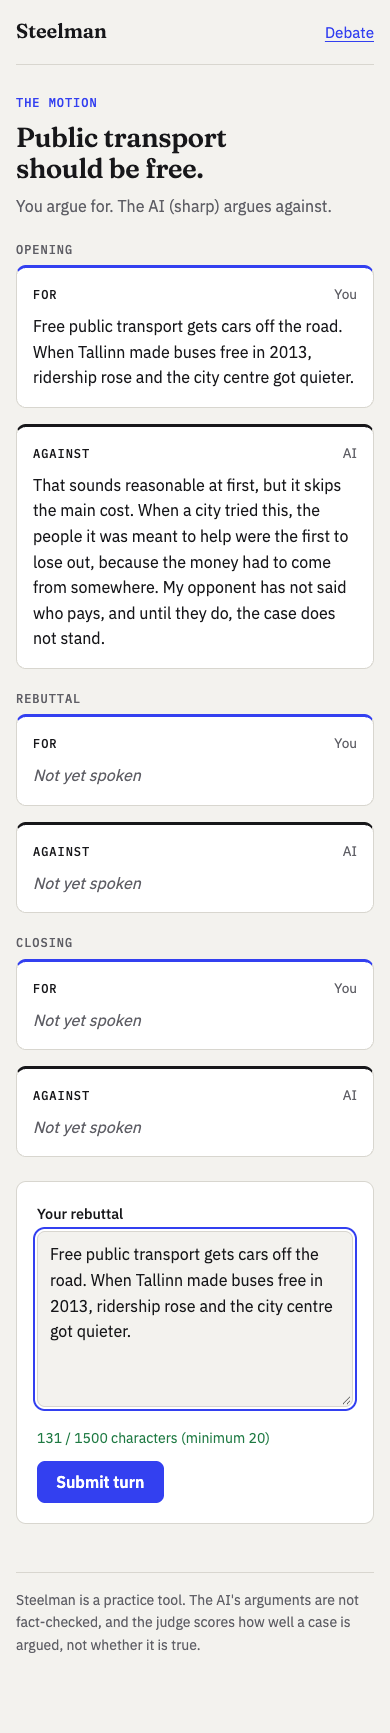 Steelman
Debate
THE MOTION
Public transport
should be free.
You argue for. The AI (sharp) argues against.
OPENING
FOR
You
Free public transport gets cars off the road.
When Tallinn made buses free in 2013,
ridership rose and the city centre got quieter.
AGAINST
AI
That sounds reasonable at first, but it skips
the main cost. When a city tried this, the
people it was meant to help were the first to
lose out, because the money had to come
from somewhere. My opponent has not said
who pays, and until they do, the case does
not stand.
REBUTTAL
FOR
You
Not yet spoken
AGAINST
AI
Not yet spoken
CLOSING
FOR
You
Not yet spoken
AGAINST
AI
Not yet spoken
Your rebuttal
Free public transport gets cars off the
road. When Tallinn made buses free in
2013, ridership rose and the city centre
got quieter.
131 / 1500 characters (minimum 20)
Submit turn
Steelman is a practice tool. The AI's arguments are not
fact-checked, and the judge scores how well a case is
argued, not whether it is true.